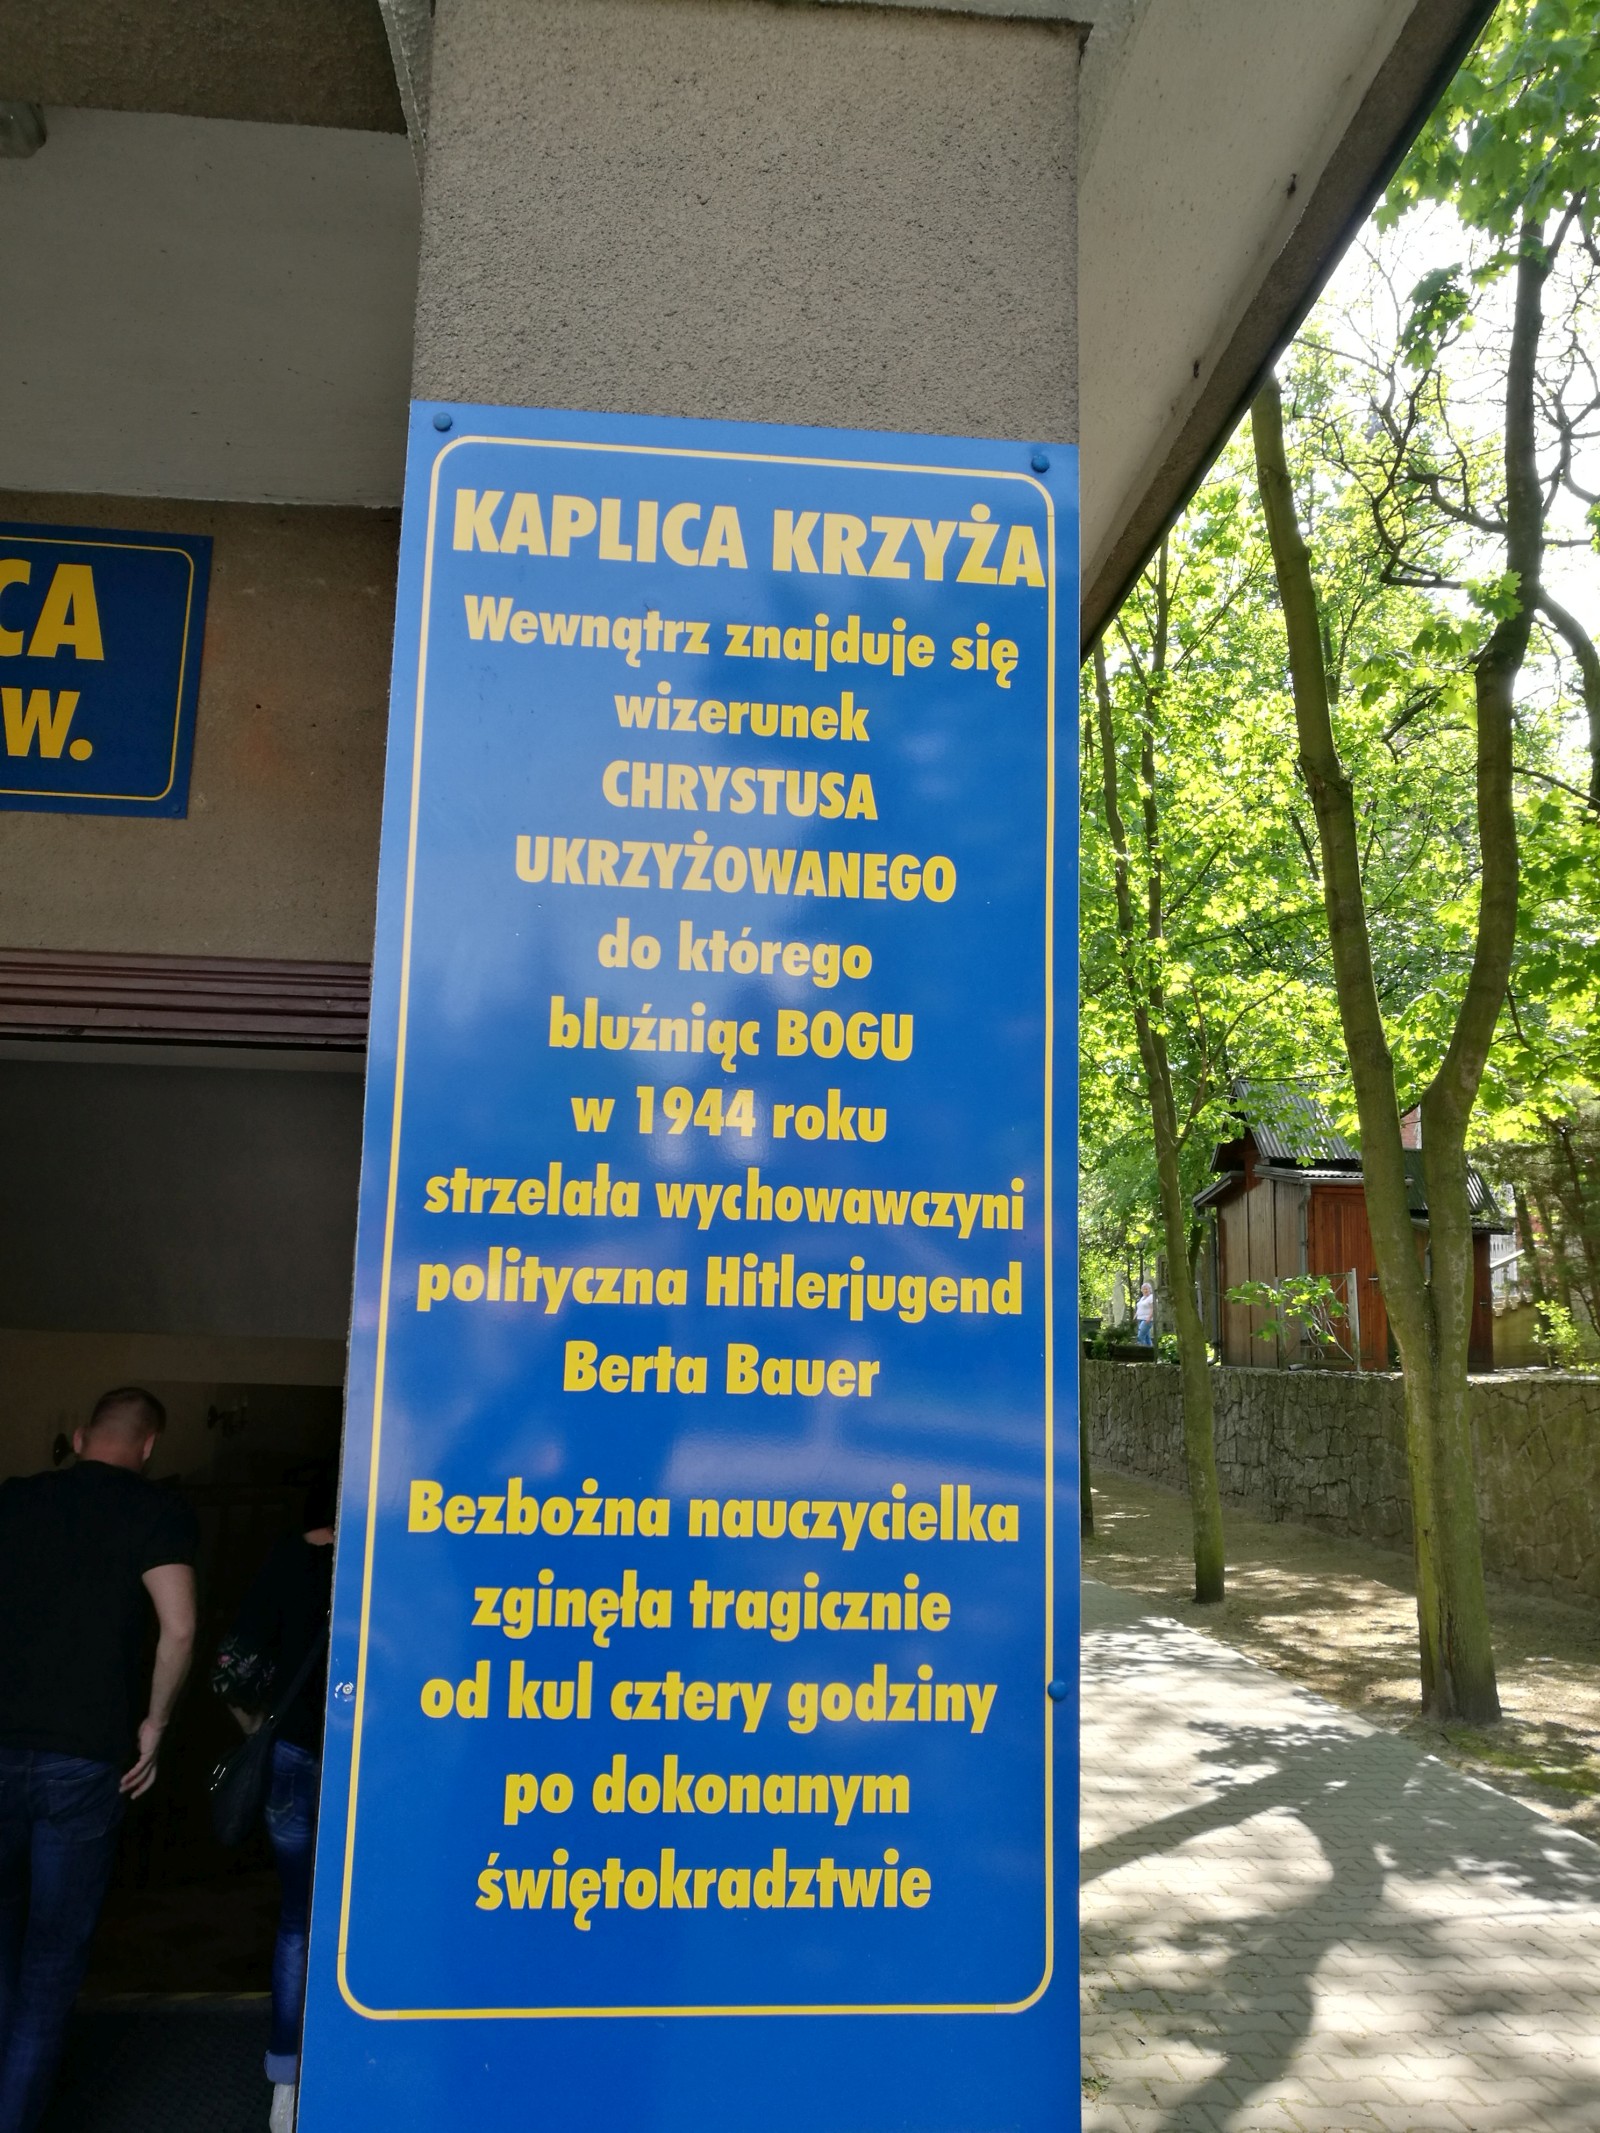 CA
W.
KAPLICA KRZYŻA
Wewnątrz znajduje się
wizerunek
CHRYSTUSA
UKRZYŻOWANEGO
do którego
bluźniąc BOGU
w 1944 roku
strzelała wychowawczyni
polityczna Hitlerjugend
Berta Bauer
Bezbożna nauczycielka
zginęła tragicznie
od kul cztery godziny
po dokonanym
świętokradztwie